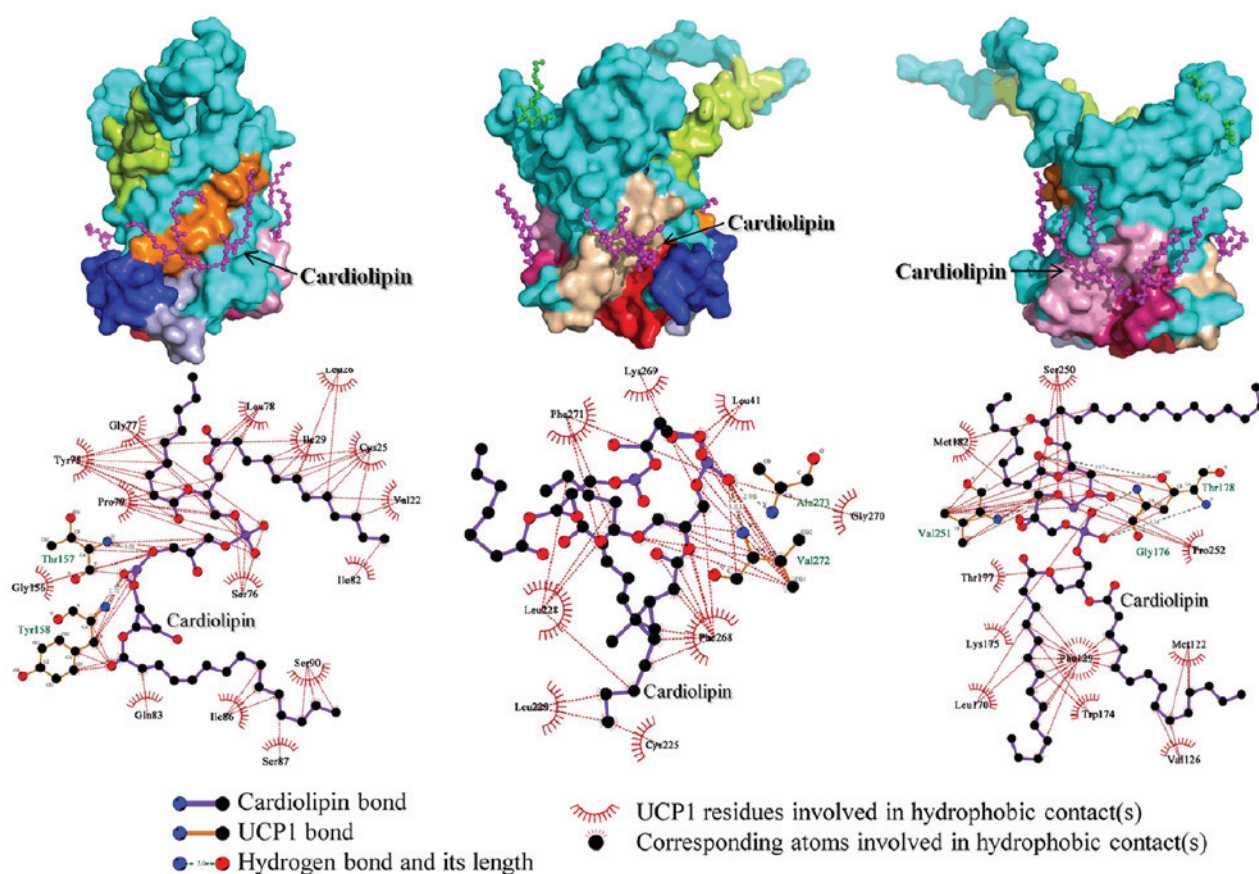 Cardiolipin
Cardiolipin
Cardiolipin
Leu78
Gly77
Ile29
Cys25
Pro79
Val22
Thr157
Gly156
Ser76
Ile82
Tyr158
Cardiolipin
Ser90
Gln83
Ile86
Ser87
Lys269
Phe271
Leu41
2.98
Ala273
Gly270
Val272
Leu228
Phe268
Cardiolipin
Leu229
Cys225
Ser250
Met182
Thr178
Val251
Gly176
Pro252
Thr177
Cardiolipin
Lys175
Phe129
Met122
Leu170
Trp174
Val126
Cardiolipin bond
UCP1 residues involved in hydrophobic contact(s)
UCP1 bond
Corresponding atoms involved in hydrophobic contact(s)
Hydrogen bond and its length